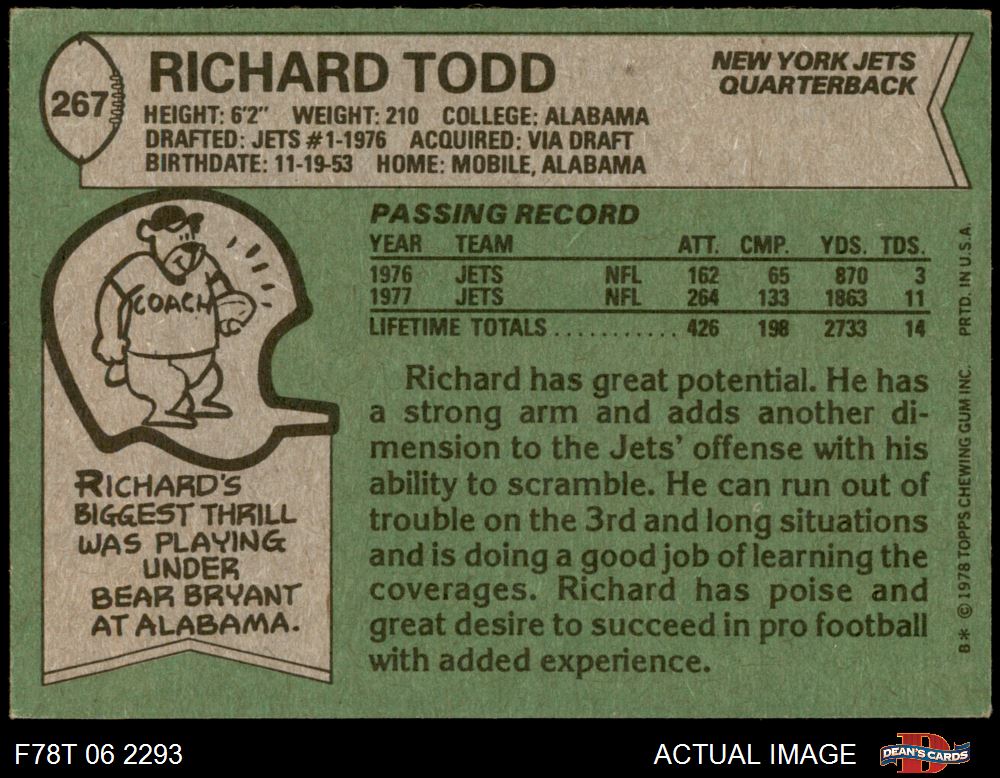 267
RICHARD TODD
NEW YORK JETS
QUARTERBACK
HEIGHT: 6'2" WEIGHT: 210 COLLEGE: ALABAMA
DRAFTED: JETS #1-1976 ACQUIRED: VIA DRAFT
BIRTHDATE: 11-19-53 HOME: MOBILE, ALABAMA
COACH
RICHARD'S
BIGGEST THRILL
WAS PLAYING
UNDER
BEAR BRYANT
AT ALABAMA.
PASSING RECORD
YEAR TEAM ATT. CMP. YDS. TDS.
1976 JETS NFL 162 65 870 3
1977 JETS NFL 264 133 1863 11
LIFETIME TOTALS ........... 426 198 2733 14
Richard has great potential. He has
a strong arm and adds another di-
mension to the Jets' offense with his
ability to scramble. He can run out of
trouble on the 3rd and long situations
and is doing a good job of learning the
coverages. Richard has poise and
great desire to succeed in pro football
with added experience.
B* © 1978 TOPPS CHEWING GUM INC. PRTD. IN U.S.A.
F78T 06 2293
ACTUAL IMAGE
D
DEAN'S CARDS